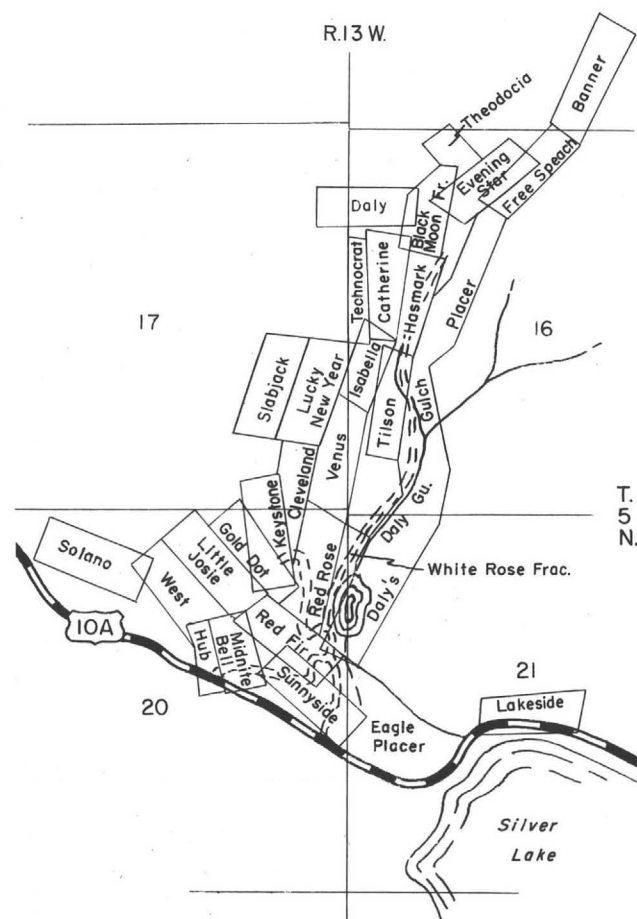 R.13 W.
Banner
Theodocia
Evening
Star
Free Speach
Fr.
Black
Moon
Daly
Technocrat
Catherine
Hasmark
Placer
17
16
Slabjack
Lucky
New Year
Isabella
Tilson
Gulch
Venus
Cleveland
Keystone
Daly Gu.
T.
5
N.
Solano
Gold Dot
Little
Josie
West
Red Rose
White Rose Frac.
Daly's
10A
Hub
Midnite
Bell
Red Fir
Sunnyside
21
Lakeside
20
Eagle
Placer
Silver
Lake